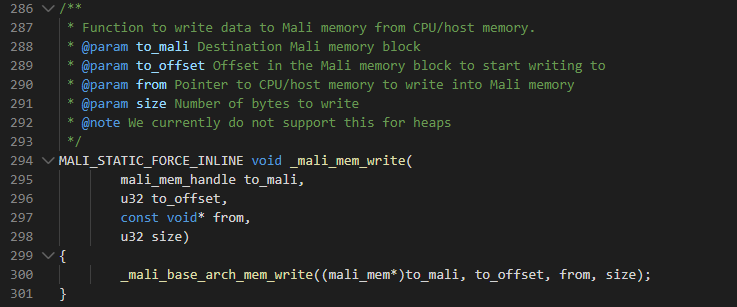 286 /**
287  * Function to write data to Mali memory from CPU/host memory.
288  * @param to_mali Destination Mali memory block
289  * @param to_offset Offset in the Mali memory block to start writing to
290  * @param from Pointer to CPU/host memory to write into Mali memory
291  * @param size Number of bytes to write
292  * @note We currently do not support this for heaps
293  */
294 MALI_STATIC_FORCE_INLINE void _mali_mem_write(
295         mali_mem_handle to_mali,
296         u32 to_offset,
297         const void* from,
298         u32 size)
299 {
300         _mali_base_arch_mem_write((mali_mem*)to_mali, to_offset, from, size);
301 }